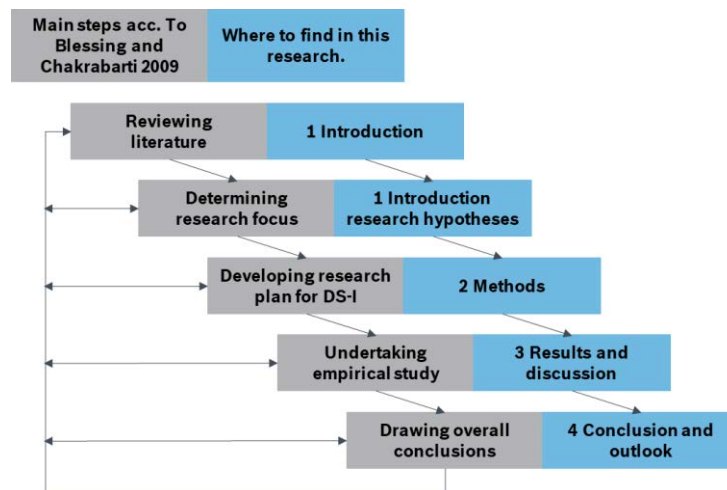 Main steps acc. To
Blessing and
Chakrabarti 2009
Where to find in this
research.
Reviewing
literature
1 Introduction
Determining
research focus
1 Introduction
research hypotheses
Developing research
plan for DS-I
2 Methods
Undertaking
empirical study
3 Results and
discussion
Drawing overall
conclusions
4 Conclusion and
outlook